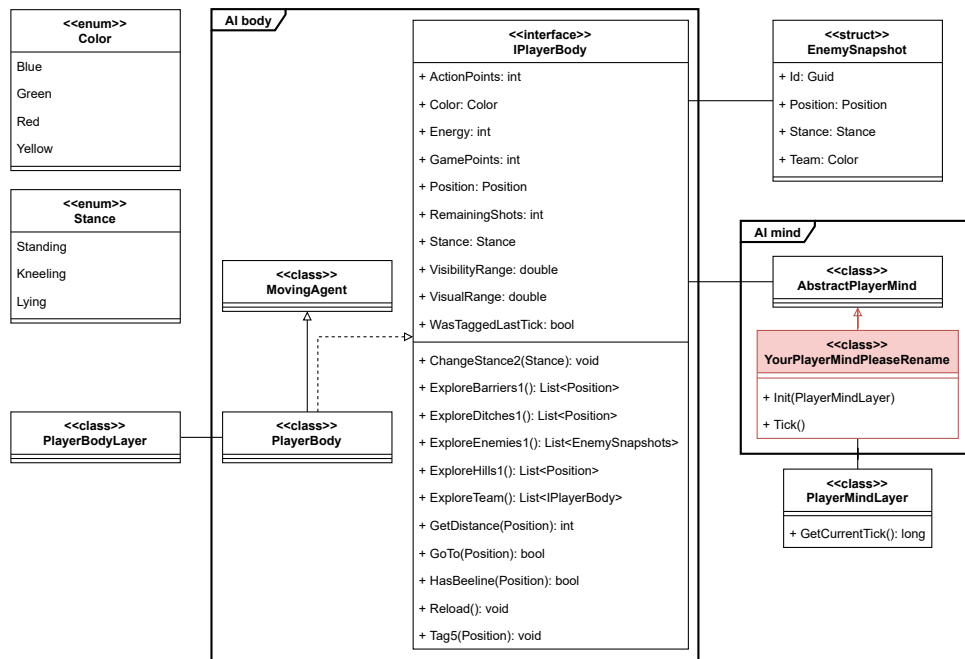 <<enum>>
Color
Blue
Green
Red
Yellow
<<enum>>
Stance
Standing
Kneeling
Lying
AI body
<<interface>>
IPlayerBody
+ ActionPoints: int
+ Color: Color
+ Energy: int
+ GamePoints: int
+ Position: Position
+ RemainingShots: int
+ Stance: Stance
+ VisibilityRange: double
+ VisualRange: double
+ WasTaggedLastTick: bool
+ ChangeStance2(Stance): void
+ ExploreBarriers1(): List<Position>
+ ExploreDitches1(): List<Position>
+ ExploreEnemies1(): List<EnemySnapshots>
+ ExploreHills1(): List<Position>
+ ExploreTeam(): List<IPlayerBody>
+ GetDistance(Position): int
+ GoTo(Position): bool
+ HasBeeline(Position): bool
+ Reload(): void
+ Tag5(Position): void
<<class>>
MovingAgent
<<class>>
PlayerBodyLayer
<<class>>
PlayerBody
<<struct>>
EnemySnapshot
+ Id: Guid
+ Position: Position
+ Stance: Stance
+ Team: Color
AI mind
<<class>>
AbstractPlayerMind
<<class>>
YourPlayerMindPleaseRename
+ Init(PlayerMindLayer)
+ Tick()
<<class>>
PlayerMindLayer
+ GetCurrentTick(): long